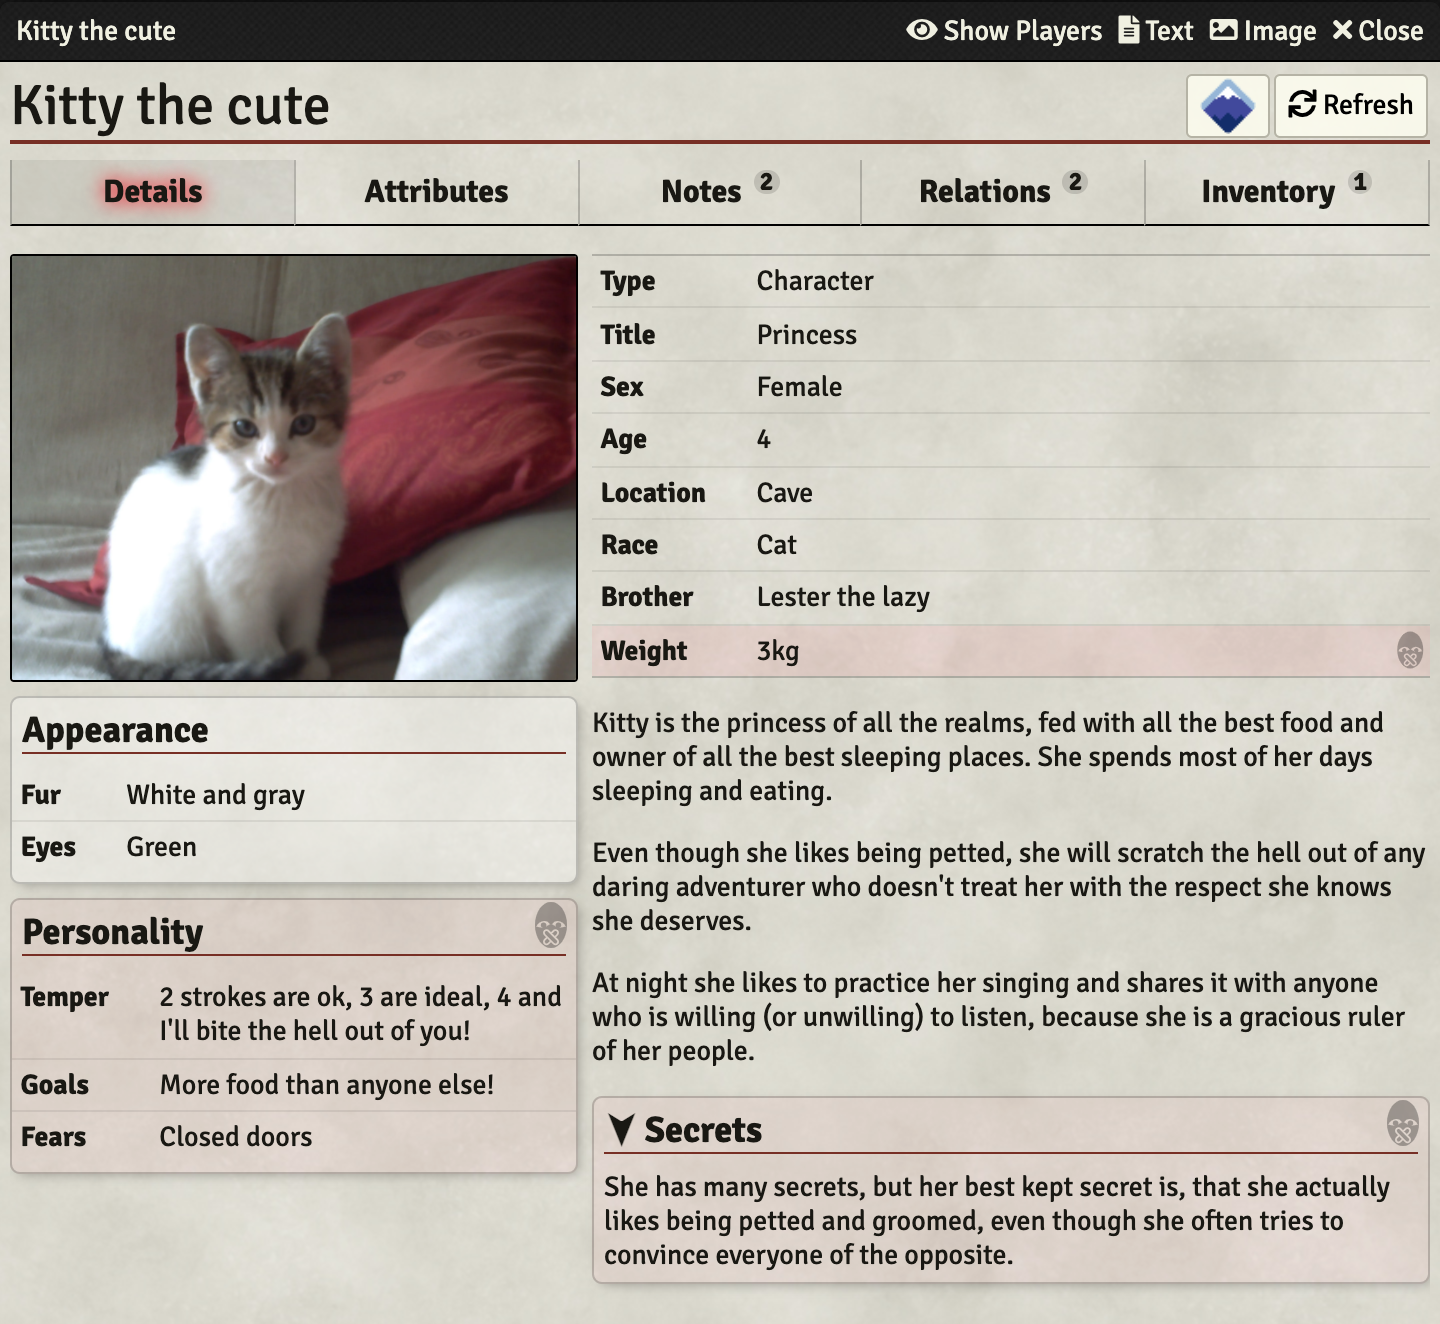 Kitty the cute
Show Players Text Image Close
Kitty the cute
Refresh
Details Attributes Notes 2 Relations 2 Inventory 1
Type Character
Title Princess
Sex Female
Age 4
Location Cave
Race Cat
Brother Lester the lazy
Weight 3kg
Appearance
Fur White and gray
Eyes Green
Personality
Temper 2 strokes are ok, 3 are ideal, 4 and
I'll bite the hell out of you!
Goals More food than anyone else!
Fears Closed doors
Kitty is the princess of all the realms, fed with all the best food and
owner of all the best sleeping places. She spends most of her days
sleeping and eating.
Even though she likes being petted, she will scratch the hell out of any
daring adventurer who doesn't treat her with the respect she knows
she deserves.
At night she likes to practice her singing and shares it with anyone
who is willing (or unwilling) to listen, because she is a gracious ruler
of her people.
Secrets
She has many secrets, but her best kept secret is, that she actually
likes being petted and groomed, even though she often tries to
convince everyone of the opposite.